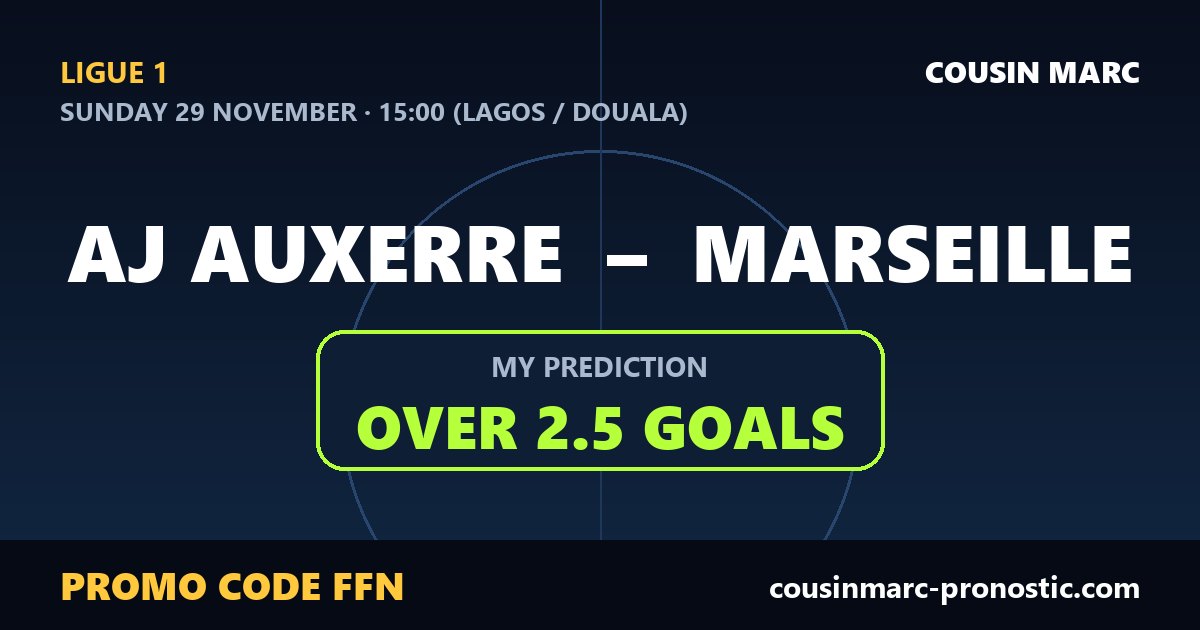 LIGUE 1
COUSIN MARC
SUNDAY 29 NOVEMBER · 15:00 (LAGOS / DOUALA)
AJ AUXERRE – MARSEILLE
MY PREDICTION
OVER 2.5 GOALS
PROMO CODE FFN
cousinmarc-pronostic.com